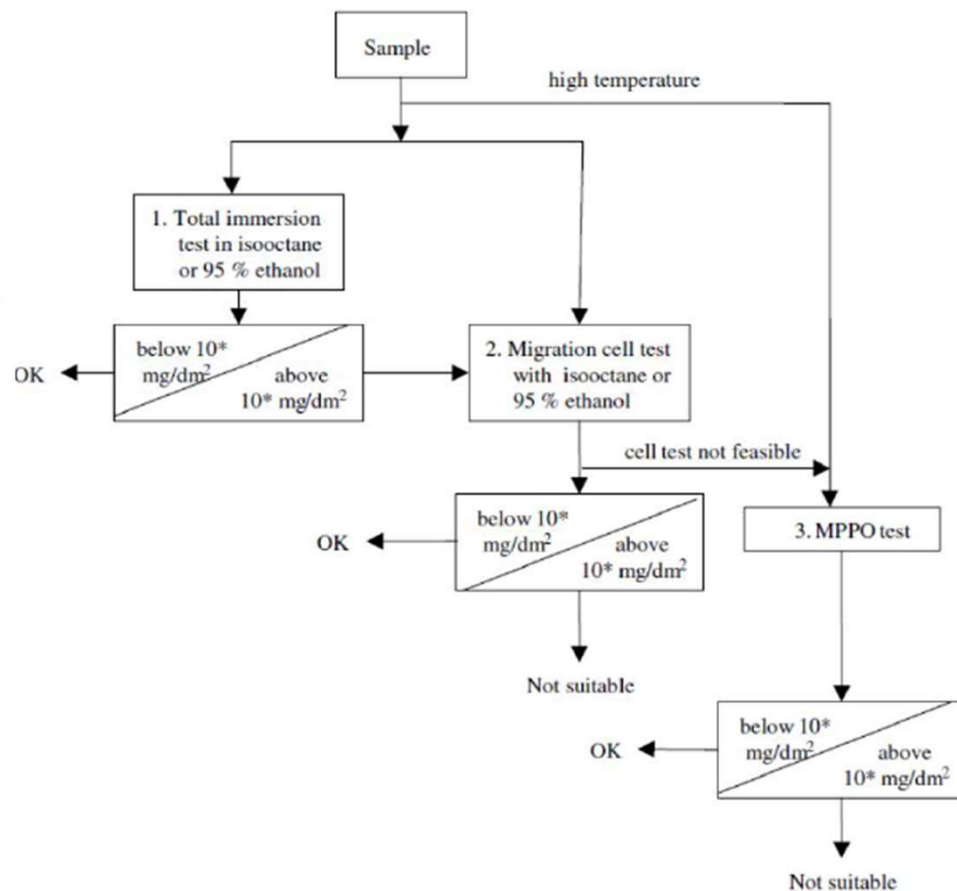 Sample
high temperature
1. Total immersion
test in isooctane
or 95 % ethanol
below 10*
mg/dm²
above
10* mg/dm²
OK
2. Migration cell test
with isooctane or
95 % ethanol
cell test not feasible
below 10*
mg/dm²
above
10* mg/dm²
OK
3. MPPO test
Not suitable
below 10*
mg/dm²
above
10* mg/dm²
OK
Not suitable